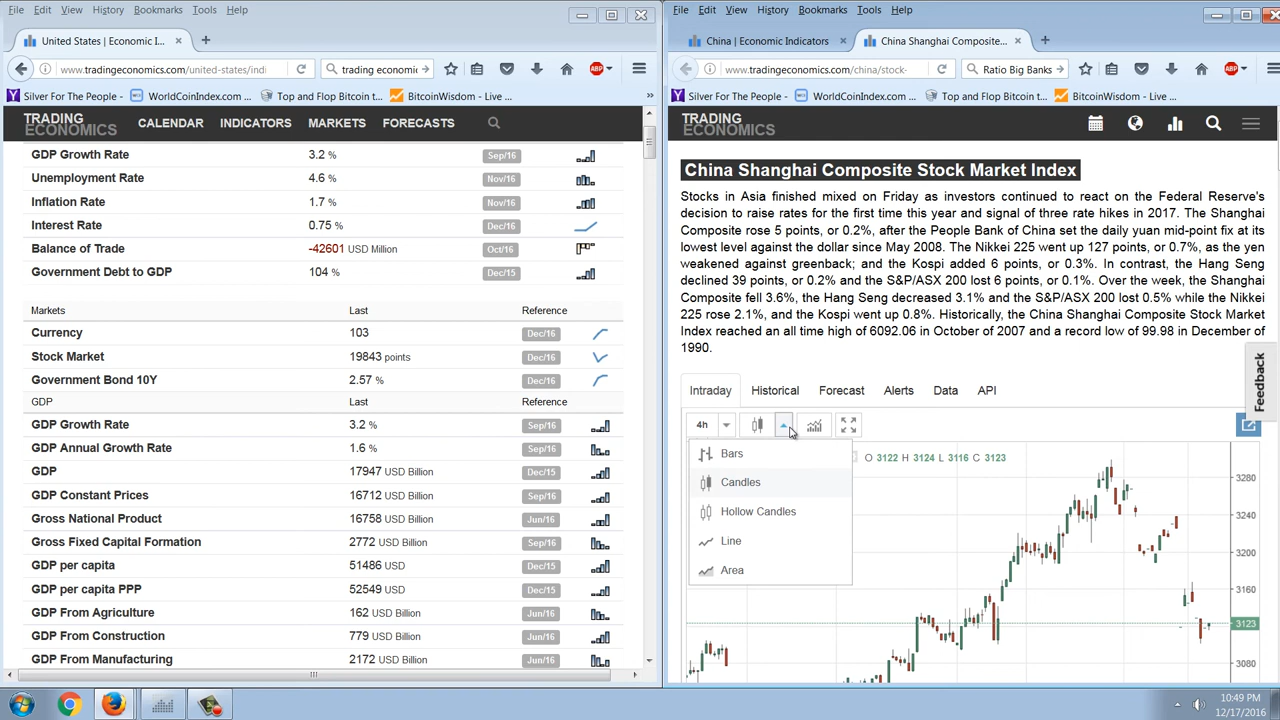 File Edit View History Bookmarks Tools Help
United States | Economic I...
www.tradingeconomics.com/united-states/indi
trading economic
ABP
Silver For The People - WorldCoinIndex.com Top and Flop Bitcoin t... BitcoinWisdom - Live ...
TRADING
ECONOMICS
CALENDAR INDICATORS MARKETS FORECASTS
GDP Growth Rate 3.2 % Sep/16
Unemployment Rate 4.6 % Nov/16
Inflation Rate 1.7 % Nov/16
Interest Rate 0.75 % Dec/16
Balance of Trade -42601 USD Million Oct/16
Government Debt to GDP 104 % Dec/15
Markets Last Reference
Currency 103 Dec/16
Stock Market 19843 points Dec/16
Government Bond 10Y 2.57 % Dec/16
GDP Last Reference
GDP Growth Rate 3.2 % Sep/16
GDP Annual Growth Rate 1.6 % Sep/16
GDP 17947 USD Billion Dec/15
GDP Constant Prices 16712 USD Billion Sep/16
Gross National Product 16758 USD Billion Jun/16
Gross Fixed Capital Formation 2772 USD Billion Sep/16
GDP per capita 51486 USD Dec/15
GDP per capita PPP 52549 USD Dec/15
GDP From Agriculture 162 USD Billion Jun/16
GDP From Construction 779 USD Billion Jun/16
GDP From Manufacturing 2172 USD Billion Jun/16
File Edit View History Bookmarks Tools Help
China | Economic Indicators
China Shanghai Composite...
www.tradingeconomics.com/china/stock-
Ratio Big Banks
ABP
Silver For The People - WorldCoinIndex.com Top and Flop Bitcoin t... BitcoinWisdom - Live ...
TRADING
ECONOMICS
China Shanghai Composite Stock Market Index
Stocks in Asia finished mixed on Friday as investors continued to react on the Federal Reserve's
decision to raise rates for the first time this year and signal of three rate hikes in 2017. The Shanghai
Composite rose 5 points, or 0.2%, after the People Bank of China set the daily yuan mid-point fix at its
lowest level against the dollar since May 2008. The Nikkei 225 went up 127 points, or 0.7%, as the yen
weakened against greenback; and the Kospi added 6 points, or 0.3%. In contrast, the Hang Seng
declined 39 points, or 0.2% and the S&P/ASX 200 lost 6 points, or 0.1%. Over the week, the Shanghai
Composite fell 3.6%, the Hang Seng decreased 3.1% and the S&P/ASX 200 lost 0.5% while the Nikkei
225 rose 2.1%, and the Kospi went up 0.8%. Historically, the China Shanghai Composite Stock Market
Index reached an all time high of 6092.06 in October of 2007 and a record low of 99.98 in December of
1990.
Feedback
Intraday Historical Forecast Alerts Data API
4h
Bars
Candles
Hollow Candles
Line
Area
O 3122 H 3124 L 3116 C 3123
3280
3240
3200
3160
3123
3080
10:49 PM
12/17/2016